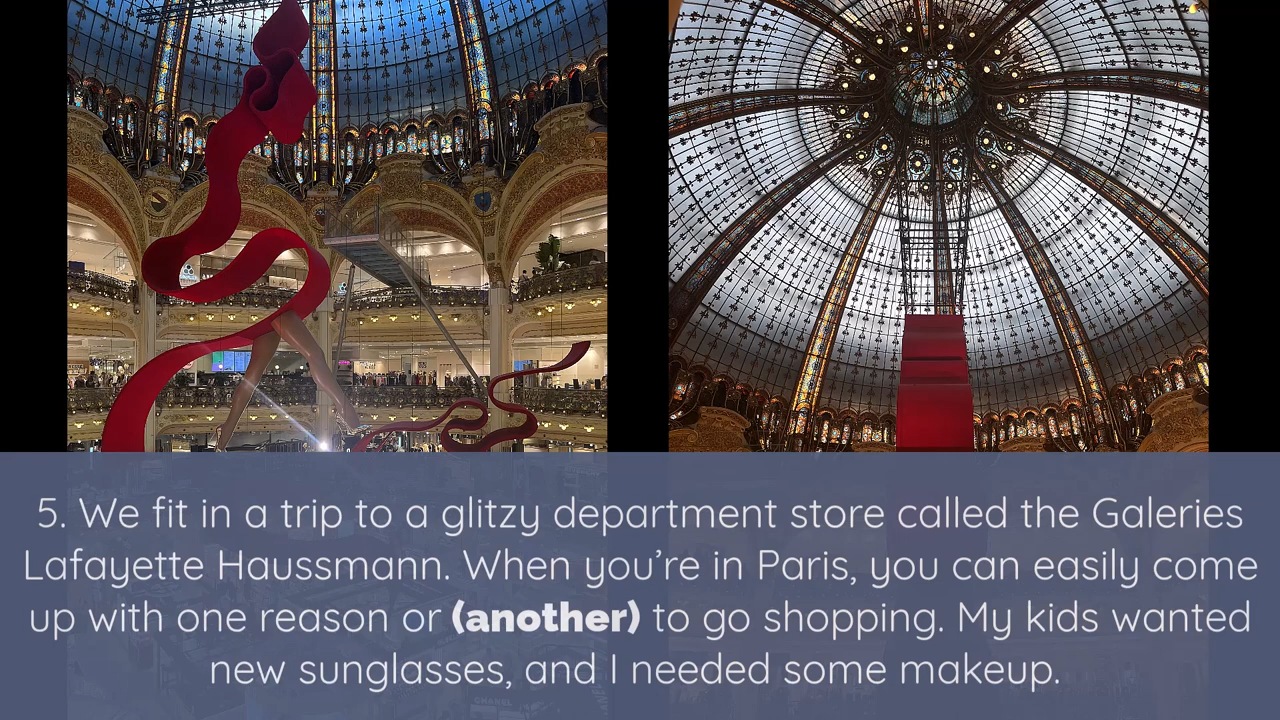 5. We fit in a trip to a glitzy department store called the Galeries
Lafayette Haussmann. When you’re in Paris, you can easily come
up with one reason or (another) to go shopping. My kids wanted
new sunglasses, and I needed some makeup.